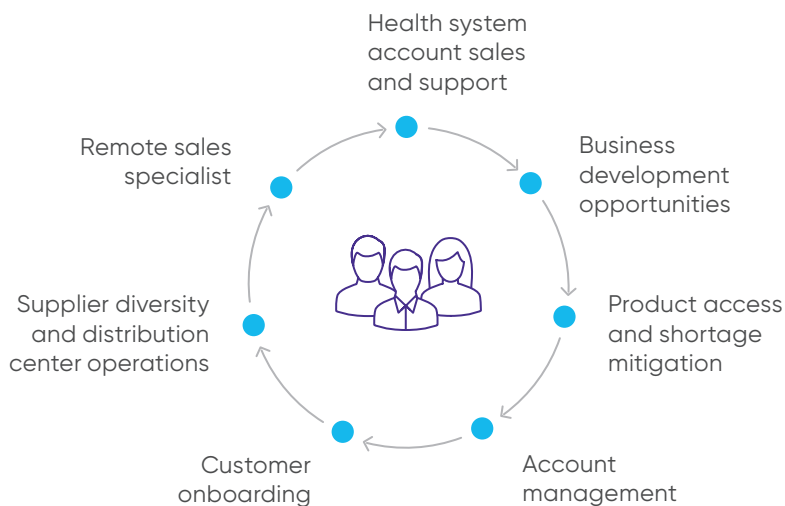 Health system
account sales
and support
Business
development
opportunities
Product access
and shortage
mitigation
Account
management
Customer
onboarding
Supplier diversity
and distribution
center operations
Remote sales
specialist